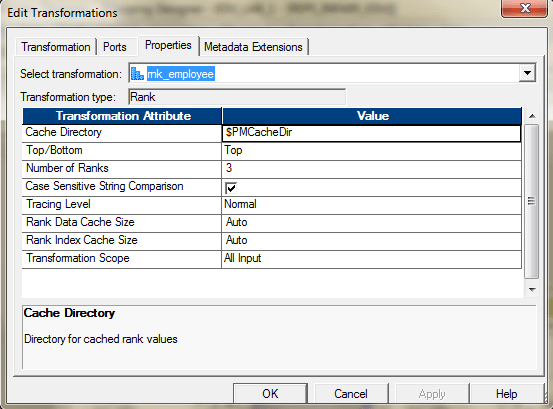 Edit Transformations
Transformation Ports Properties Metadata Extensions
Select transformation: rnk_employee
Transformation type: Rank
Transformation Attribute Value
Cache Directory $PMCacheDir
Top/Bottom Top
Number of Ranks 3
Case Sensitive String Comparison
Tracing Level Normal
Rank Data Cache Size Auto
Rank Index Cache Size Auto
Transformation Scope All Input
Cache Directory
Directory for cached rank values
OK Cancel Apply Help